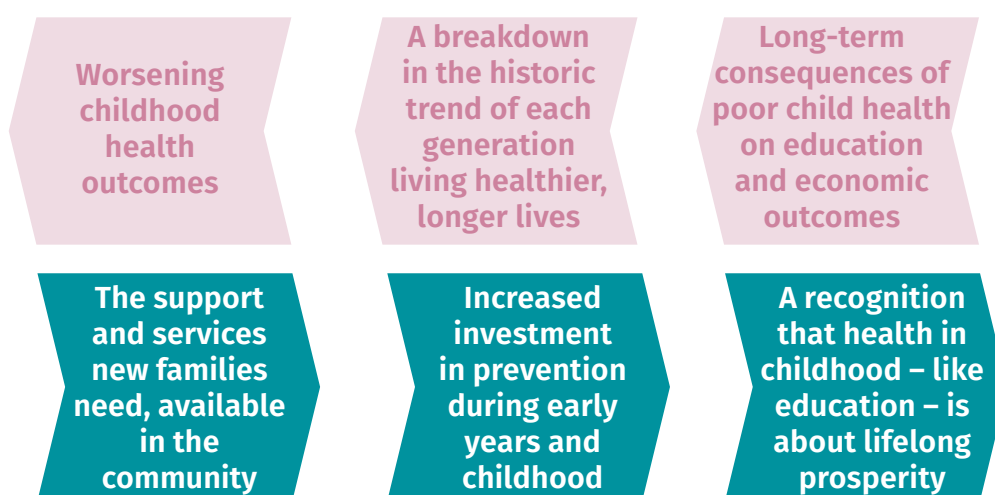 Worsening
childhood
health
outcomes
A breakdown
in the historic
trend of each
generation
living healthier,
longer lives
Long-term
consequences of
poor child health
on education
and economic
outcomes
The support
and services
new families
need, available
in the
community
Increased
investment
in prevention
during early
years and
childhood
A recognition
that health in
childhood – like
education – is
about lifelong
prosperity